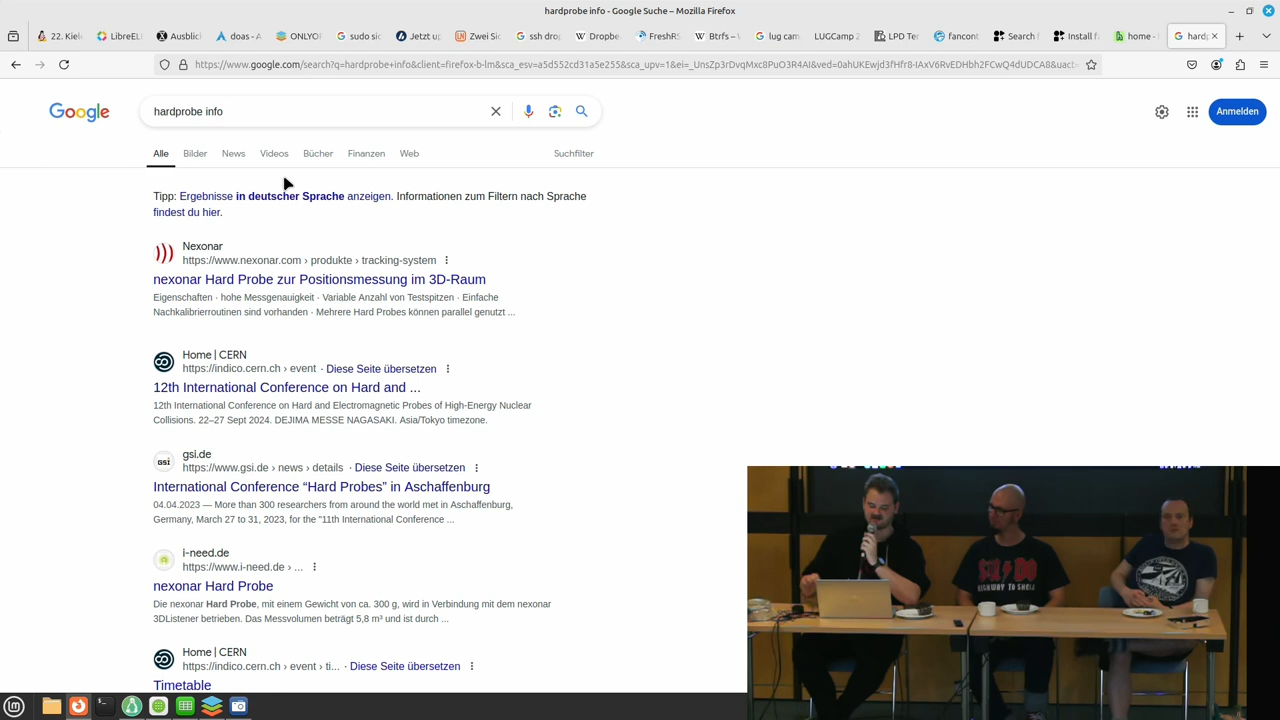 hardprobe info - Google Suche – Mozilla Firefox
22. Kiel
LibreELI
Ausblick
doas - A
ONLYOF
sudo sic
Jetzt up
Zwei Sic
ssh drop
Dropbe
FreshRS
Btrfs – V
lug cam
LUGCamp 2
LPD Ter
fancont
Search f
Install fa
home -
hardp
https://www.google.com/search?q=hardprobe+info&client=firefox-b-lm&sca_esv=a5d552cd31a5e255&sca_upv=1&ei=_UnsZp3rDvqMxc8PuO3R4AI&ved=0ahUKEwjd3fHfr8-IAxV6RvEDHbh2FCwQ4dUDCA8&uact=
Google
hardprobe info
Anmelden
Alle Bilder News Videos Bücher Finanzen Web Suchfilter
Tipp: Ergebnisse in deutscher Sprache anzeigen. Informationen zum Filtern nach Sprache
findest du hier.
Nexonar
https://www.nexonar.com › produkte › tracking-system
nexonar Hard Probe zur Positionsmessung im 3D-Raum
Eigenschaften · hohe Messgenauigkeit · Variable Anzahl von Testspitzen · Einfache
Nachkalibrierroutinen sind vorhanden · Mehrere Hard Probes können parallel genutzt ...
Home | CERN
https://indico.cern.ch › event · Diese Seite übersetzen
12th International Conference on Hard and ...
12th International Conference on Hard and Electromagnetic Probes of High-Energy Nuclear
Collisions. 22–27 Sept 2024. DEJIMA MESSE NAGASAKI. Asia/Tokyo timezone.
gsi.de
https://www.gsi.de › news › details · Diese Seite übersetzen
International Conference “Hard Probes” in Aschaffenburg
04.04.2023 — More than 300 researchers from around the world met in Aschaffenburg,
Germany, March 27 to 31, 2023, for the "11th International Conference ...
i-need.de
https://www.i-need.de › ...
nexonar Hard Probe
Die nexonar Hard Probe, mit einem Gewicht von ca. 300 g, wird in Verbindung mit dem nexonar
3DListener betrieben. Das Messvolumen beträgt 5,8 m³ und ist durch ...
Home | CERN
https://indico.cern.ch › event › ti... · Diese Seite übersetzen
Timetable
HIGHWAY TO SHELL